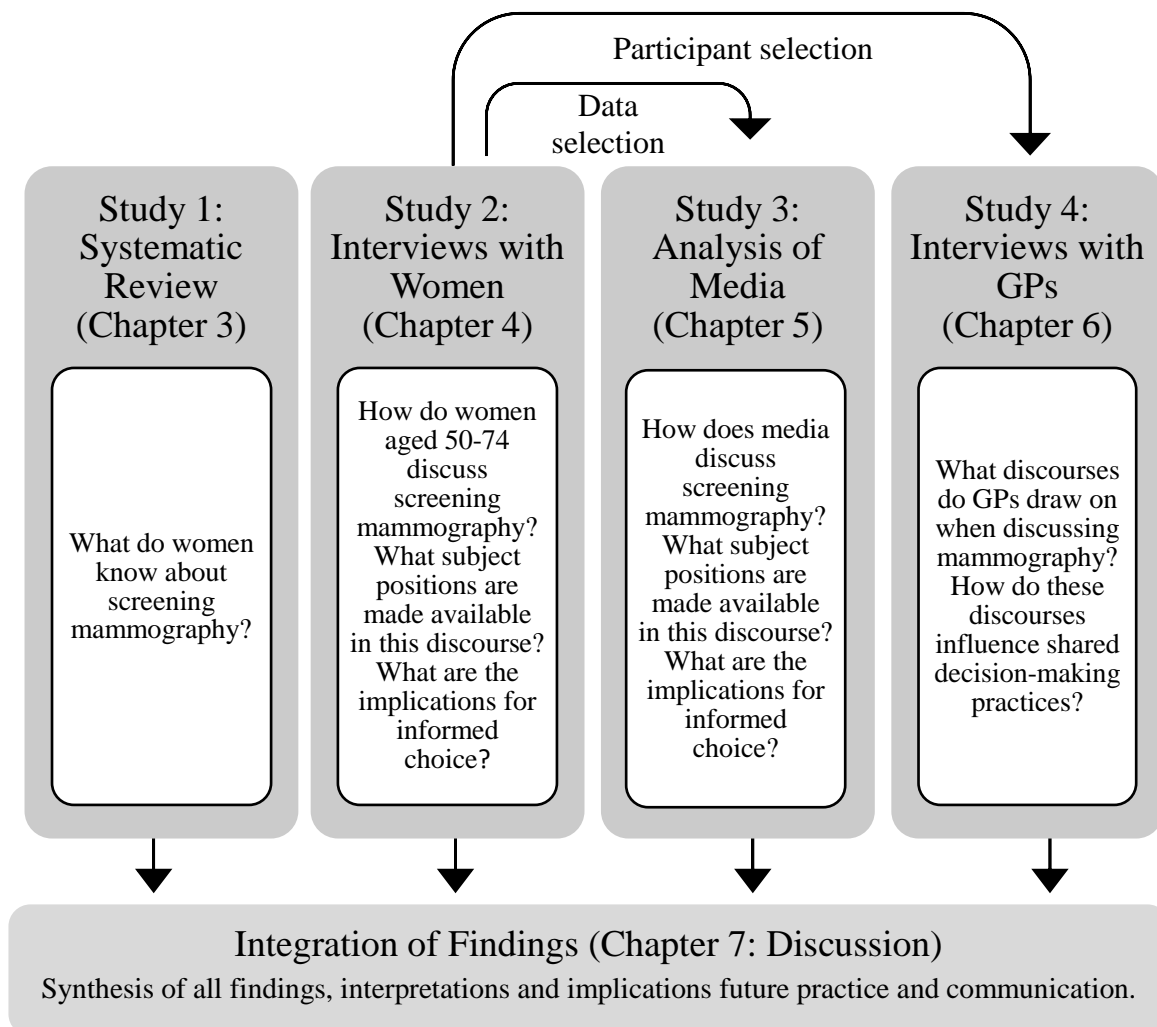 Participant selection
Data
selection
Study 1:
Systematic
Review
(Chapter 3)
What do women
know about
screening
mammography?
Study 2:
Interviews with
Women
(Chapter 4)
How do women
aged 50-74
discuss
screening
mammography?
What subject
positions are
made available
in this discourse?
What are the
implications for
informed
choice?
Study 3:
Analysis of
Media
(Chapter 5)
How does media
discuss
screening
mammography?
What subject
positions are
made available
in this discourse?
What are the
implications for
informed
choice?
Study 4:
Interviews with
GPs
(Chapter 6)
What discourses
do GPs draw on
when discussing
mammography?
How do these
discourses
influence shared
decision-making
practices?
Integration of Findings (Chapter 7: Discussion)
Synthesis of all findings, interpretations and implications future practice and communication.